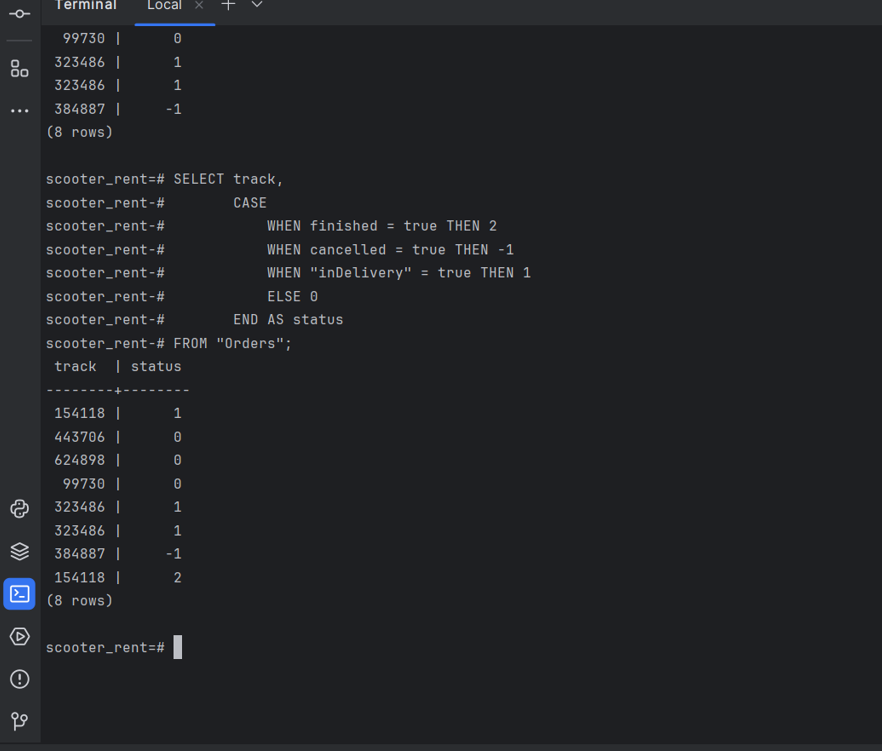 Terminal Local
99730 | 0
323486 | 1
323486 | 1
384887 | -1
(8 rows)
scooter_rent=# SELECT track,
scooter_rent-# CASE
scooter_rent-# WHEN finished = true THEN 2
scooter_rent-# WHEN cancelled = true THEN -1
scooter_rent-# WHEN "inDelivery" = true THEN 1
scooter_rent-# ELSE 0
scooter_rent-# END AS status
scooter_rent-# FROM "Orders";
track | status
--------+--------
154118 | 1
443706 | 0
624898 | 0
99730 | 0
323486 | 1
323486 | 1
384887 | -1
154118 | 2
(8 rows)
scooter_rent=#